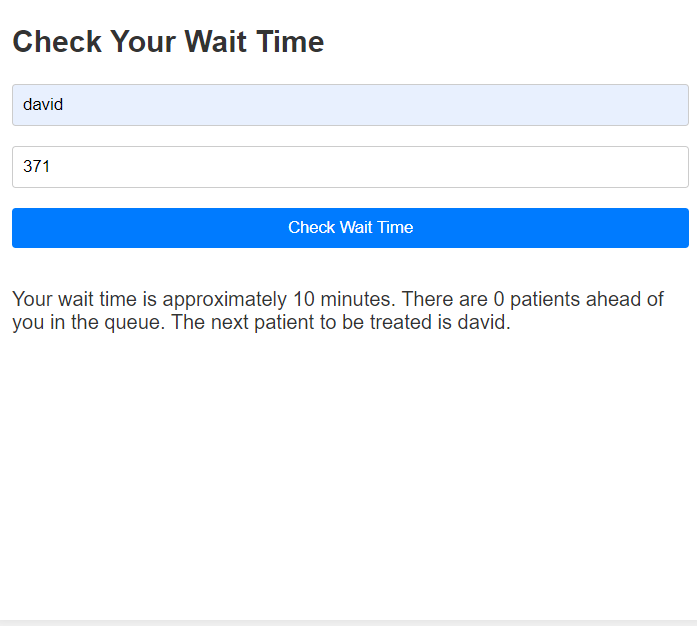 Check Your Wait Time
david
371
Check Wait Time
Your wait time is approximately 10 minutes. There are 0 patients ahead of
you in the queue. The next patient to be treated is david.